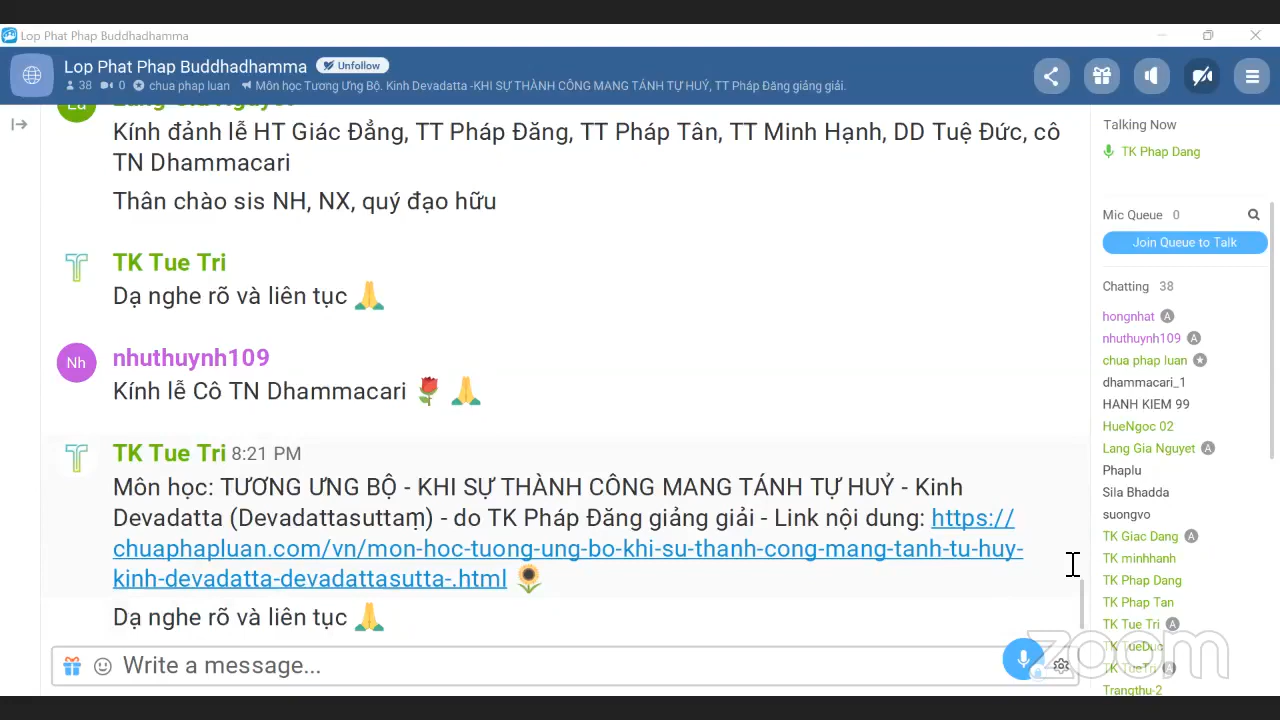 Lop Phat Phap Buddhadhamma
Lop Phat Phap Buddhadhamma Unfollow
38 0 chua phap luan Môn học Tương Ưng Bộ. Kinh Devadatta -KHI SỰ THÀNH CÔNG MANG TÁNH TỰ HUỶ, TT Pháp Đăng giảng giải.
Lang Gia Nguyet
Kính đảnh lễ HT Giác Đẳng, TT Pháp Đăng, TT Pháp Tân, TT Minh Hạnh, DD Tuệ Đức, cô
TN Dhammacari
Thân chào sis NH, NX, quý đạo hữu
TK Tue Tri
Dạ nghe rõ và liên tục
Nh
nhuthuynh109
Kính lễ Cô TN Dhammacari
TK Tue Tri 8:21 PM
Môn học: TƯƠNG ƯNG BỘ - KHI SỰ THÀNH CÔNG MANG TÁNH TỰ HUỶ - Kinh
Devadatta (Devadattasuttaṃ) - do TK Pháp Đăng giảng giải - Link nội dung: https://
chuaphapluan.com/vn/mon-hoc-tuong-ung-bo-khi-su-thanh-cong-mang-tanh-tu-huy-
kinh-devadatta-devadattasutta-.html
Dạ nghe rõ và liên tục
Write a message...
Talking Now
TK Phap Dang
Mic Queue 0
Join Queue to Talk
Chatting 38
hongnhat A
nhuthuynh109 A
chua phap luan
dhammacari_1
HANH KIEM 99
HueNgoc 02
Lang Gia Nguyet A
Phaplu
Sila Bhadda
suongvo
TK Giac Dang A
TK minhhanh
TK Phap Dang
TK Phap Tan
TK Tue Tri A
TK TueDuc
TK TueTri A
Trangthu-2
zoom